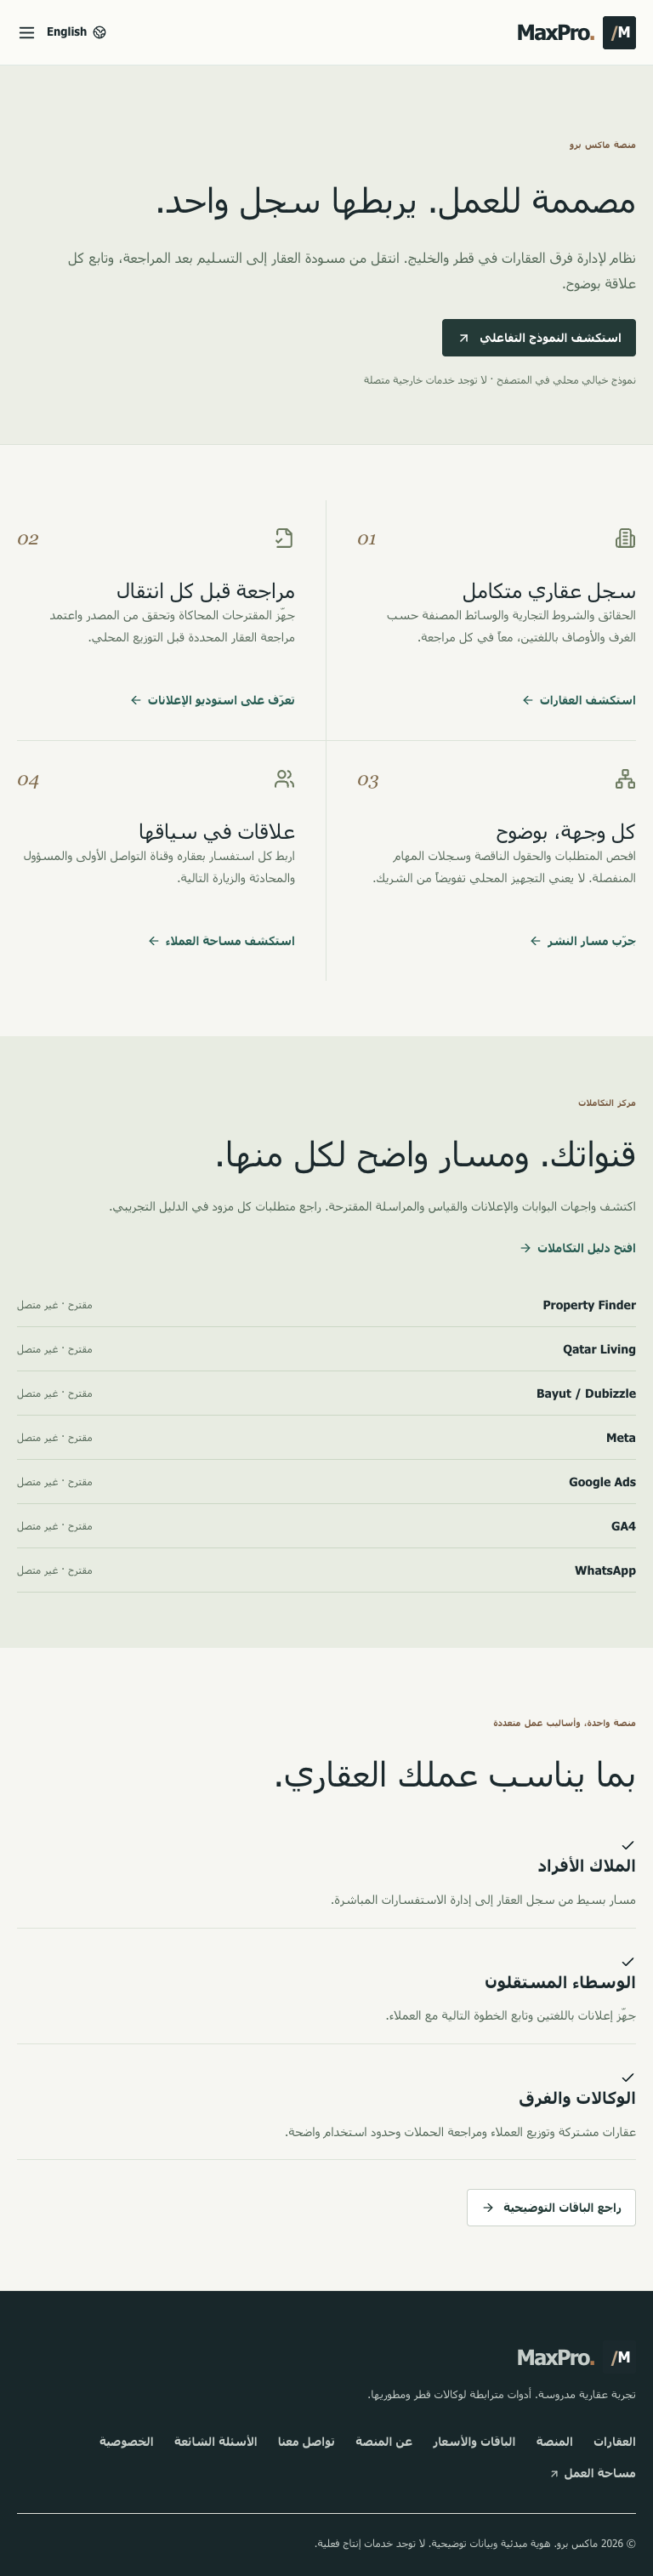 M/
MaxPro.
English
منصة ماكس برو
مصممة للعمل. يربطها سجل واحد.
نظام لإدارة فرق العقارات في قطر والخليج. انتقل من مسودة العقار إلى التسليم بعد المراجعة، وتابع كل
علاقة بوضوح.
استكشف النموذج التفاعلي
نموذج خيالي محلي في المتصفح · لا توجد خدمات خارجية متصلة
01
سجل عقاري متكامل
الحقائق والشروط التجارية والوسائط المصنفة حسب
الغرف والأوصاف باللغتين، معاً في كل مراجعة.
استكشف العقارات
02
مراجعة قبل كل انتقال
جهّز المقترحات المحاكاة وتحقق من المصدر واعتمد
مراجعة العقار المحددة قبل التوزيع المحلي.
تعرّف على استوديو الإعلانات
03
كل وجهة، بوضوح
افحص المتطلبات والحقول الناقصة وسجلات المهام
المنفصلة. لا يعني التجهيز المحلي تفويضاً من الشريك.
جرّب مسار النشر
04
علاقات في سياقها
اربط كل استفسار بعقاره وقناة التواصل الأولى والمسؤول
والمحادثة والزيارة التالية.
استكشف مساحة العملاء
مركز التكاملات
قنواتك. ومسار واضح لكل منها.
اكتشف واجهات البوابات والإعلانات والقياس والمراسلة المقترحة. راجع متطلبات كل مزود في الدليل التجريبي.
افتح دليل التكاملات
Property Finder
مقترح · غير متصل
Qatar Living
مقترح · غير متصل
Bayut / Dubizzle
مقترح · غير متصل
Meta
مقترح · غير متصل
Google Ads
مقترح · غير متصل
GA4
مقترح · غير متصل
WhatsApp
مقترح · غير متصل
منصة واحدة، وأساليب عمل متعددة
بما يناسب عملك العقاري.
الملاك الأفراد
مسار بسيط من سجل العقار إلى إدارة الاستفسارات المباشرة.
الوسطاء المستقلون
جهّز إعلانات باللغتين وتابع الخطوة التالية مع العملاء.
الوكالات والفرق
عقارات مشتركة وتوزيع العملاء ومراجعة الحملات وحدود استخدام واضحة.
راجع الباقات التوضيحية
M/
MaxPro.
تجربة عقارية مدروسة. أدوات مترابطة لوكالات قطر ومطوريها.
العقارات المنصة الباقات والأسعار عن المنصة تواصل معنا الأسئلة الشائعة الخصوصية
مساحة العمل
© 2026 ماكس برو. هوية مبدئية وبيانات توضيحية. لا توجد خدمات إنتاج فعلية.